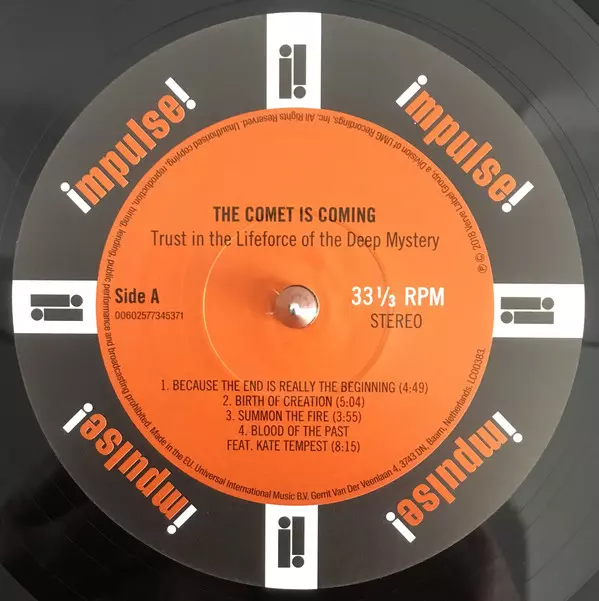 impulse!
impulse!
THE COMET IS COMING
Trust in the Lifeforce of the Deep Mystery
Side A
00602577345371
33 1/3 RPM
STEREO
1. BECAUSE THE END IS REALLY THE BEGINNING (4:49)
2. BIRTH OF CREATION (5:04)
3. SUMMON THE FIRE (3:55)
4. BLOOD OF THE PAST
FEAT. KATE TEMPEST (8:15)
impulse!
impulse!
℗ © 2018 Verve Label Group, a Division of UMG Recordings, Inc. All Rights Reserved. Unauthorised copying, reproduction, hiring, lending, public performance and broadcasting prohibited. Made in the EU. Universal International Music B.V. Gerrit Van Der Veenlaan 4, 3743 DN, Baarn, Netherlands. LC00383.